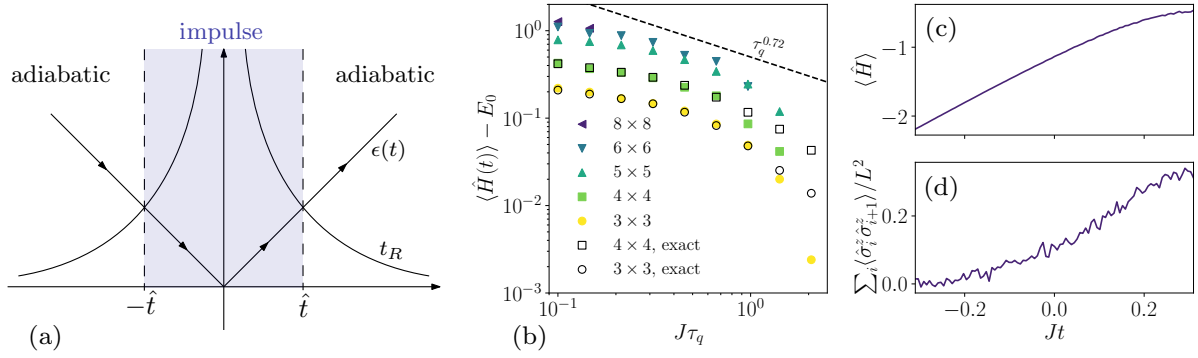 impulse
adiabatic
adiabatic
ϵ(t)
t_R
−t̂
t̂
(a)
10^0
10^−1
10^−2
10^−3
⟨Ĥ(t)⟩ − E_0
τ_q^0.72
8 × 8
6 × 6
5 × 5
4 × 4
3 × 3
4 × 4, exact
3 × 3, exact
10^−1
10^0
Jτ_q
(b)
(c)
−1
−2
⟨Ĥ⟩
(d)
0.2
0.0
∑_i⟨σ̂_i^z σ̂_{i+1}^z⟩/L^2
−0.2
0.0
0.2
Jt